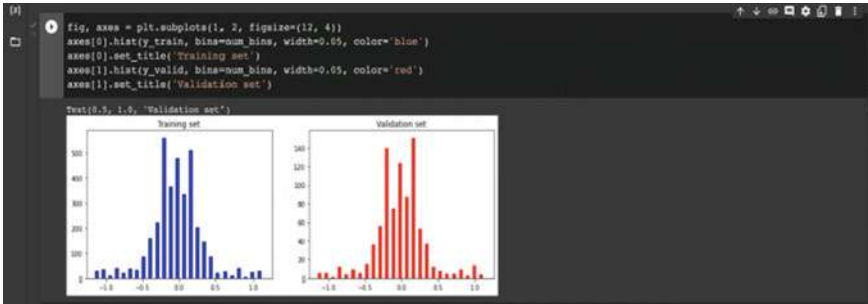 fig, axes = plt.subplots(1, 2, figsize=(12, 4))
axes[0].hist(y_train, bins=num_bins, width=0.05, color='blue')
axes[0].set_title('Training set')
axes[1].hist(y_valid, bins=num_bins, width=0.05, color='red')
axes[1].set_title('Validation set')
Text(0.5, 1.0, 'Validation set')
Training set
Validation set
500
400
300
200
100
0
-1.0 -0.5 0.0 0.5 1.0
140
120
100
80
60
40
20
0
-1.0 -0.5 0.0 0.5 1.0